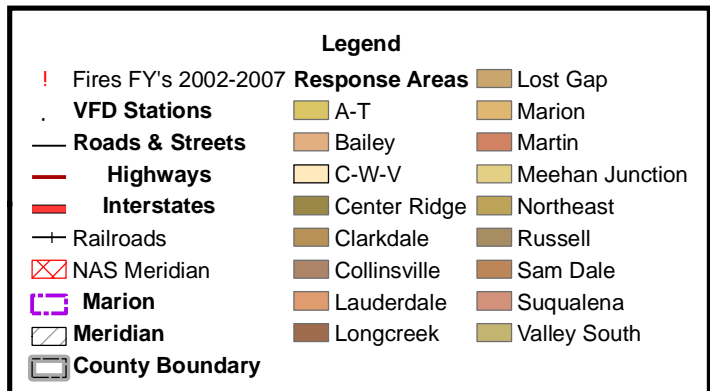 Legend
! Fires FY's 2002-2007
VFD Stations
Roads & Streets
Highways
Interstates
Railroads
NAS Meridian
Marion
Meridian
County Boundary
Response Areas
A-T
Bailey
C-W-V
Center Ridge
Clarkdale
Collinsville
Lauderdale
Longcreek
Lost Gap
Marion
Martin
Meehan Junction
Northeast
Russell
Sam Dale
Suqualena
Valley South